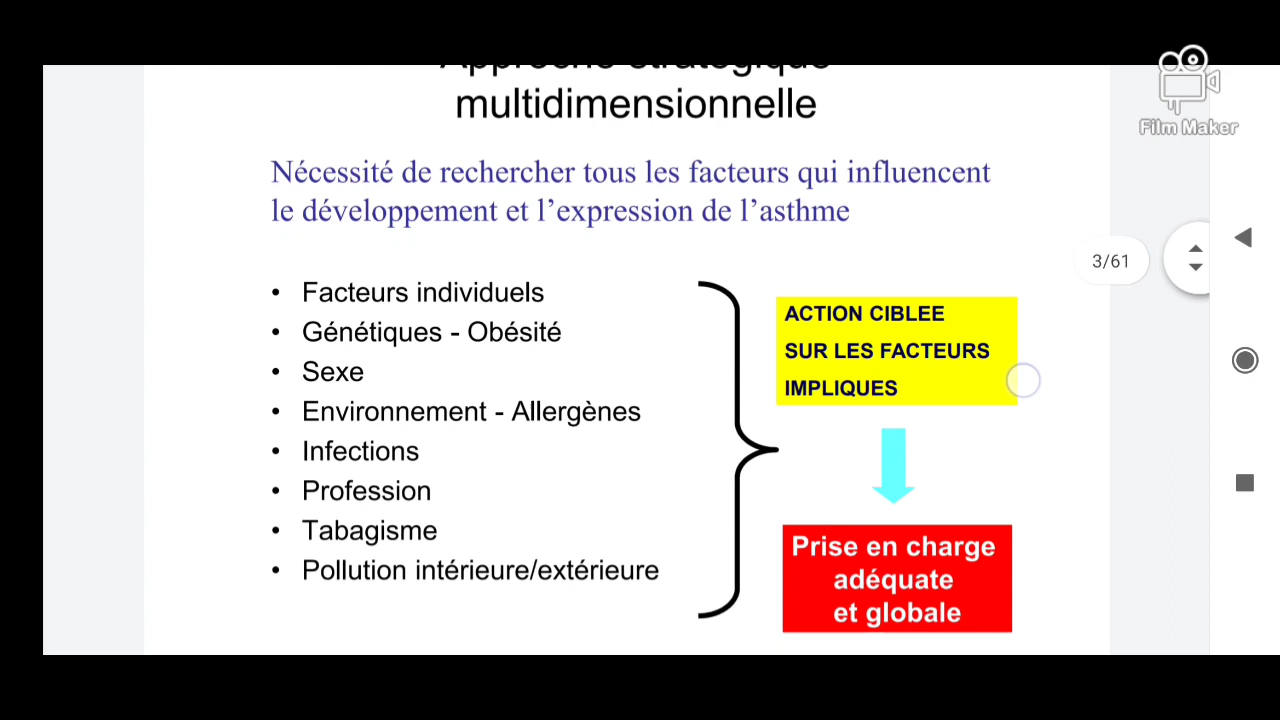 Approche stratégique
multidimensionnelle
Film Maker
Nécessité de rechercher tous les facteurs qui influencent
le développement et l’expression de l’asthme
3/61
• Facteurs individuels
• Génétiques - Obésité
• Sexe
• Environnement - Allergènes
• Infections
• Profession
• Tabagisme
• Pollution intérieure/extérieure
ACTION CIBLEE
SUR LES FACTEURS
IMPLIQUES
Prise en charge
adéquate
et globale